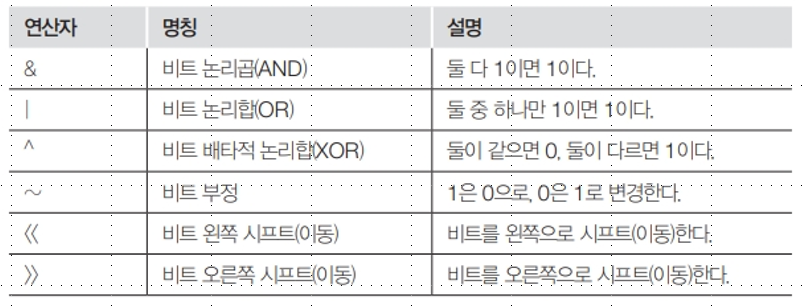 연산자 명칭 설명
& 비트 논리곱(AND) 둘 다 1이면 1이다.
| 비트 논리합(OR) 둘 중 하나만 1이면 1이다.
^ 비트 배타적 논리합(XOR) 둘이 같으면 0, 둘이 다르면 1이다.
~ 비트 부정 1은 0으로, 0은 1로 변경한다.
《 비트 왼쪽 시프트(이동) 비트를 왼쪽으로 시프트(이동)한다.
》 비트 오른쪽 시프트(이동) 비트를 오른쪽으로 시프트(이동)한다.